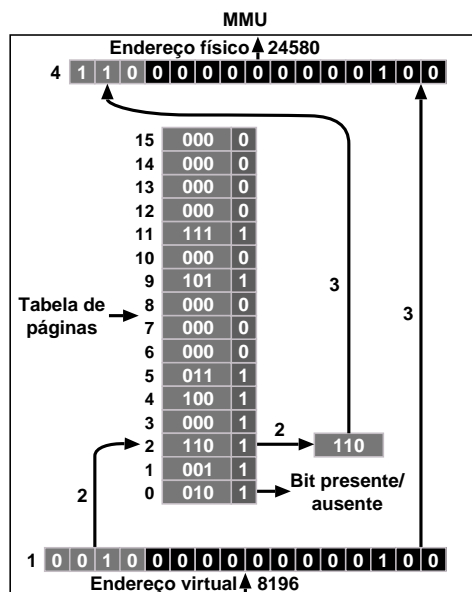 MMU
Endereço físico 24580
4 1 1 0 0 0 0 0 0 0 0 0 0 1 0 0
15 000 0
14 000 0
13 000 0
12 000 0
11 111 1
10 000 0
9 101 1
8 000 0
7 000 0
6 000 0
5 011 1
4 100 1
3 000 1
2 110 1
1 001 1
0 010 1
Tabela de
páginas
2
2
110
3
3
Bit presente/
ausente
1 0 0 1 0 0 0 0 0 0 0 0 0 0 1 0 0
Endereço virtual 8196